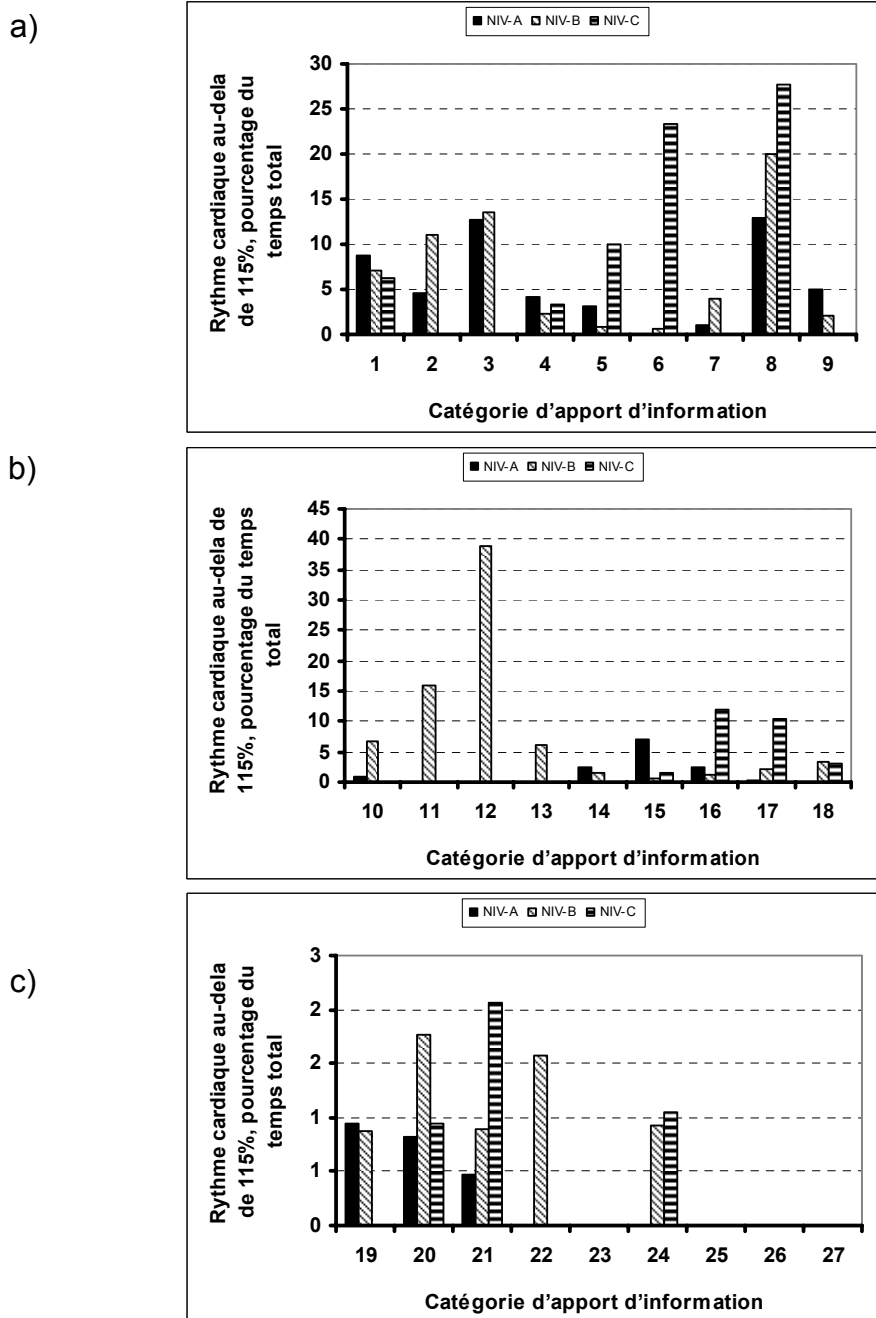 a)
NIV-A NIV-B NIV-C
Rythme cardiaque au-dela
de 115%, pourcentage du
temps total
30
25
20
15
10
5
0
1 2 3 4 5 6 7 8 9
Catégorie d’apport d’information
b)
NIV-A NIV-B NIV-C
Rythme cardiaque au-dela de
115%, pourcentage du temps
total
45
40
35
30
25
20
15
10
5
0
10 11 12 13 14 15 16 17 18
Catégorie d’apport d’information
c)
NIV-A NIV-B NIV-C
Rythme cardiaque au-dela
de 115%, pourcentage du
temps total
3
2
2
1
1
0
19 20 21 22 23 24 25 26 27
Catégorie d’apport d’information